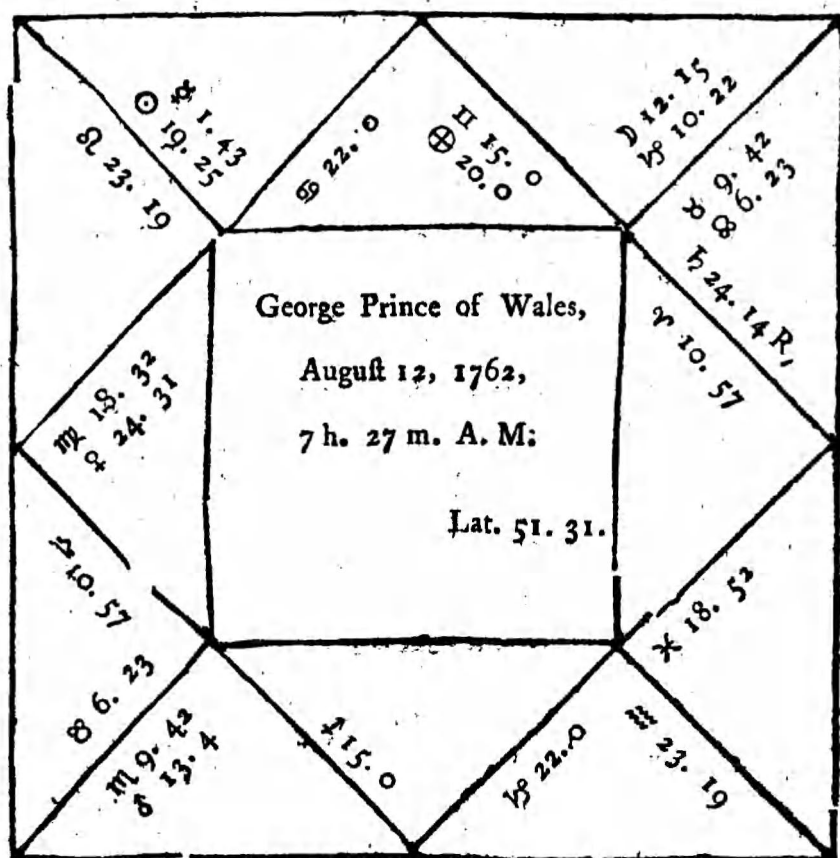 ☿ 1. 43
☉ 19. 25
♌ 23. 19
♋ 22. 0
♊ 15. 0
⊕ 20.0
☽ 12. 15
♑ 10. 22
♉ 9. 42
☊ 6. 23
♄ 24. 14 R,
♈ 10. 57
George Prince of Wales,
Auguſt 12, 1762,
7 h. 27 m. A. M:
Lat. 51. 31.
♍ 18. 32
♀ 24. 31
♎ 10. 57
☋ 6. 23
♏ 9. 42
♂ 13. 4
♐ 15. 0
♑ 22..0
♒ 23. 19
♓ 18. 52